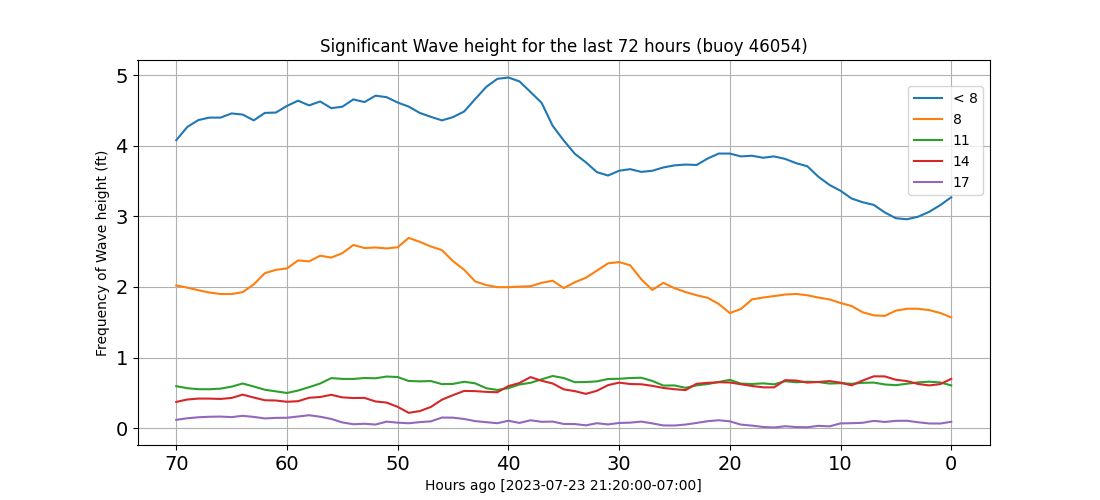 Significant Wave height for the last 72 hours (buoy 46054)
Frequency of Wave height (ft)
5
4
3
2
1
0
< 8
8
11
14
17
70 60 50 40 30 20 10 0
Hours ago [2023-07-23 21:20:00-07:00]